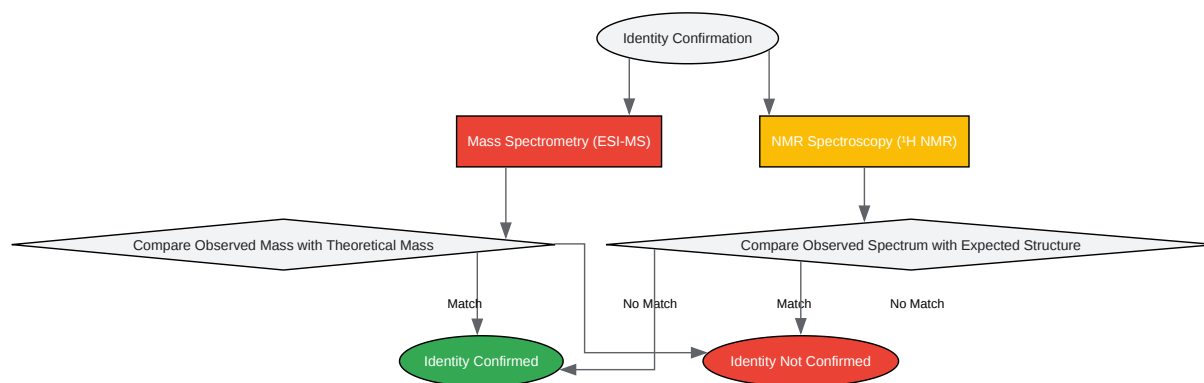 Identity Confirmation
Mass Spectrometry (ESI-MS)
NMR Spectroscopy (¹H NMR)
Compare Observed Mass with Theoretical Mass
Compare Observed Spectrum with Expected Structure
Match
No Match
Match
No Match
Identity Confirmed
Identity Not Confirmed